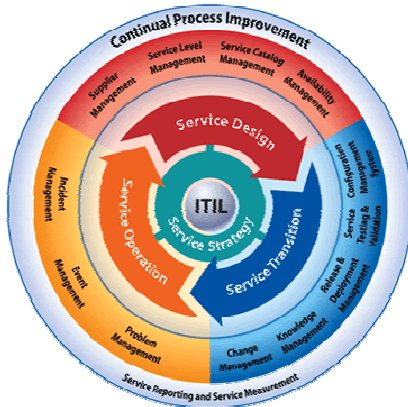 Continual Process Improvement
Supplier
Management
Service Level
Management
Service Catalog
Management
Availability
Management
Service Design
Service
Configuration
Management
System
Service
Testing &
Validation
Release &
Deployment
Management
Knowledge
Management
Change
Management
Service Transition
Problem
Management
Event
Management
Incident
Management
Service Operation
ITIL
Service Strategy
Service Reporting and Service Measurement